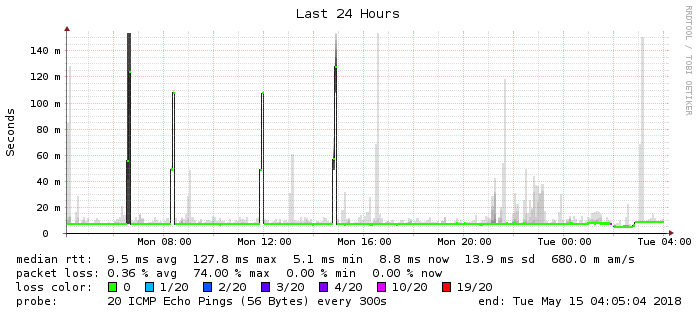 Last 24 Hours
RRDTOOL / TOBI OETIKER
Seconds
140 m
120 m
100 m
80 m
60 m
40 m
20 m
0
Mon 08:00 Mon 12:00 Mon 16:00 Mon 20:00 Tue 00:00 Tue 04:00
median rtt: 9.5 ms avg 127.8 ms max 5.1 ms min 8.8 ms now 13.9 ms sd 680.0 m am/s
packet loss: 0.36 % avg 74.00 % max 0.00 % min 0.00 % now
loss color: 0 1/20 2/20 3/20 4/20 10/20 19/20
probe: 20 ICMP Echo Pings (56 Bytes) every 300s end: Tue May 15 04:05:04 2018